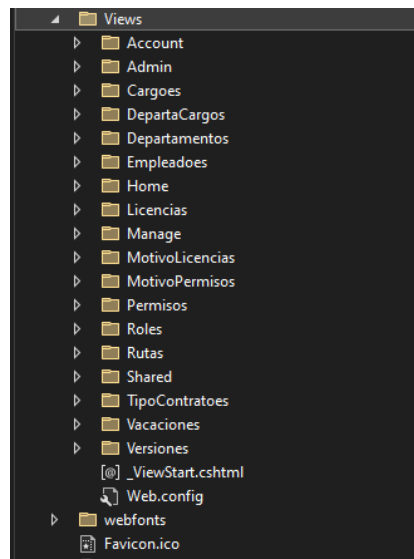 Views
Account
Admin
Cargoes
DepartaCargos
Departamentos
Empleadoes
Home
Licencias
Manage
MotivoLicencias
MotivoPermisos
Permisos
Roles
Rutas
Shared
TipoContratoes
Vacaciones
Versiones
_ViewStart.cshtml
Web.config
webfonts
Favicon.ico